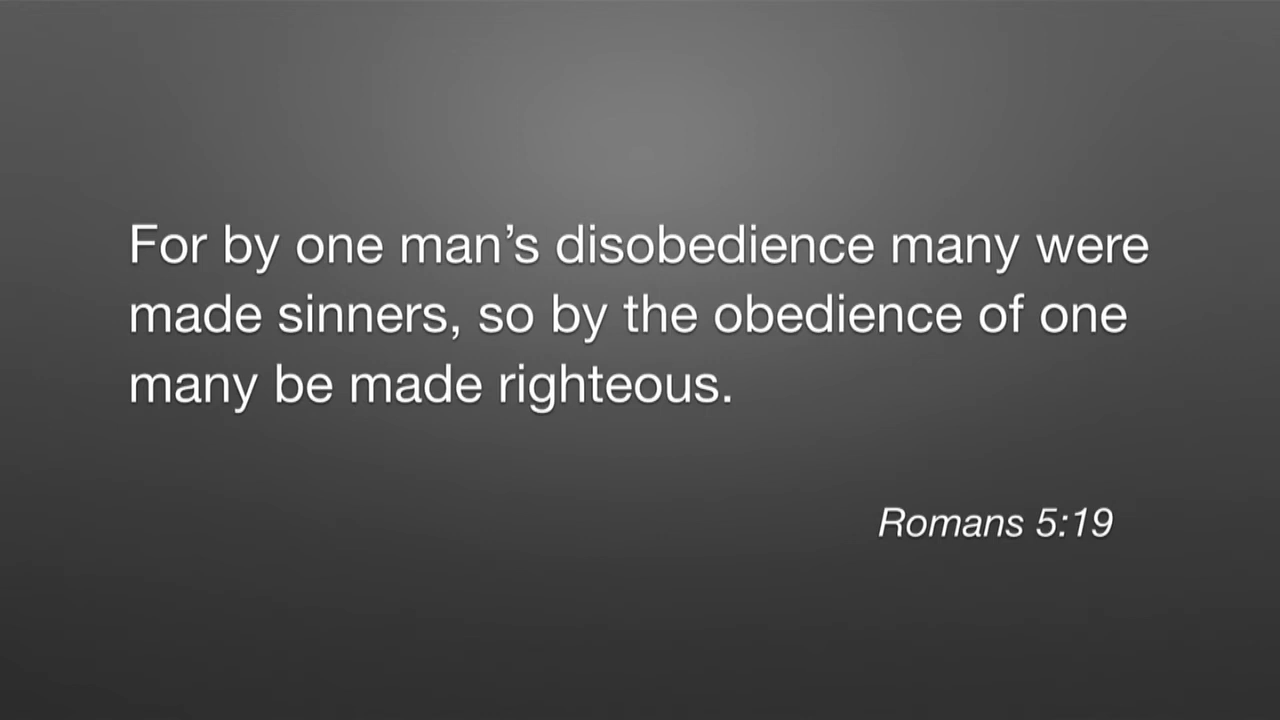 For by one man’s disobedience many were
made sinners, so by the obedience of one
many be made righteous.
Romans 5:19